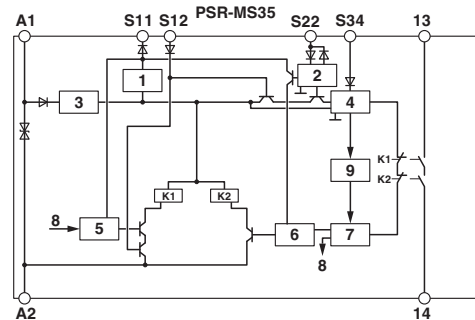 PSR-MS35
A1 S11 S12 S22 S34 13
1 2
3 4
K1
9
K2
K1 K2
8 5 6 7
8
A2 14